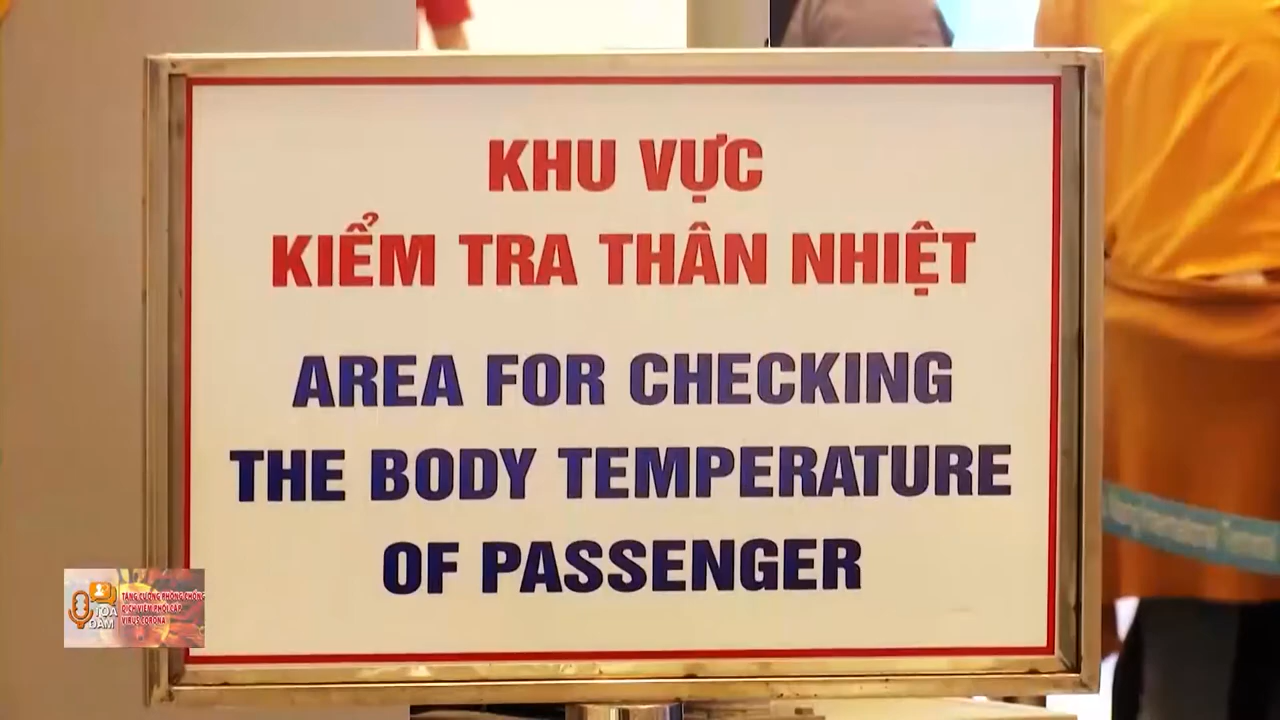 KHU VỰC
KIỂM TRA THÂN NHIỆT
AREA FOR CHECKING
THE BODY TEMPERATURE
OF PASSENGER
TỌA
ĐÀM
TĂNG CƯỜNG PHÒNG CHỐNG
DỊCH VIÊM PHỔI CẤP
VIRUS CORONA